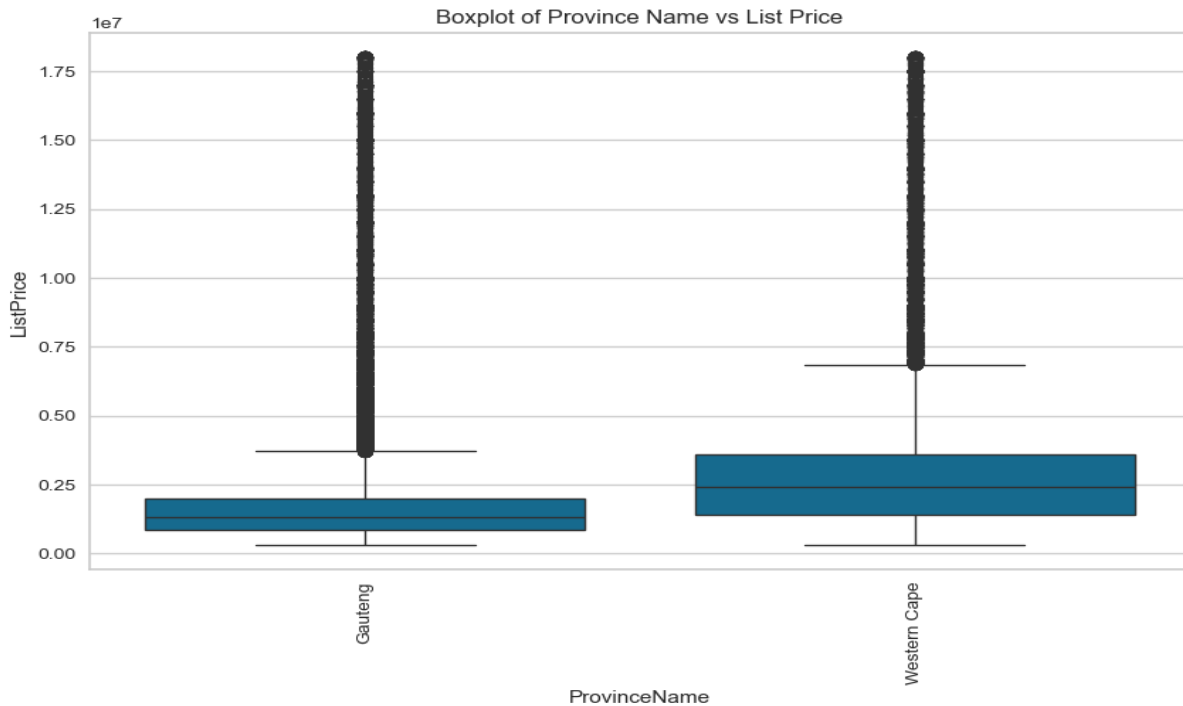 Boxplot of Province Name vs List Price
1e7
1.75
1.50
1.25
1.00
0.75
0.50
0.25
0.00
ListPrice
Gauteng
Western Cape
ProvinceName